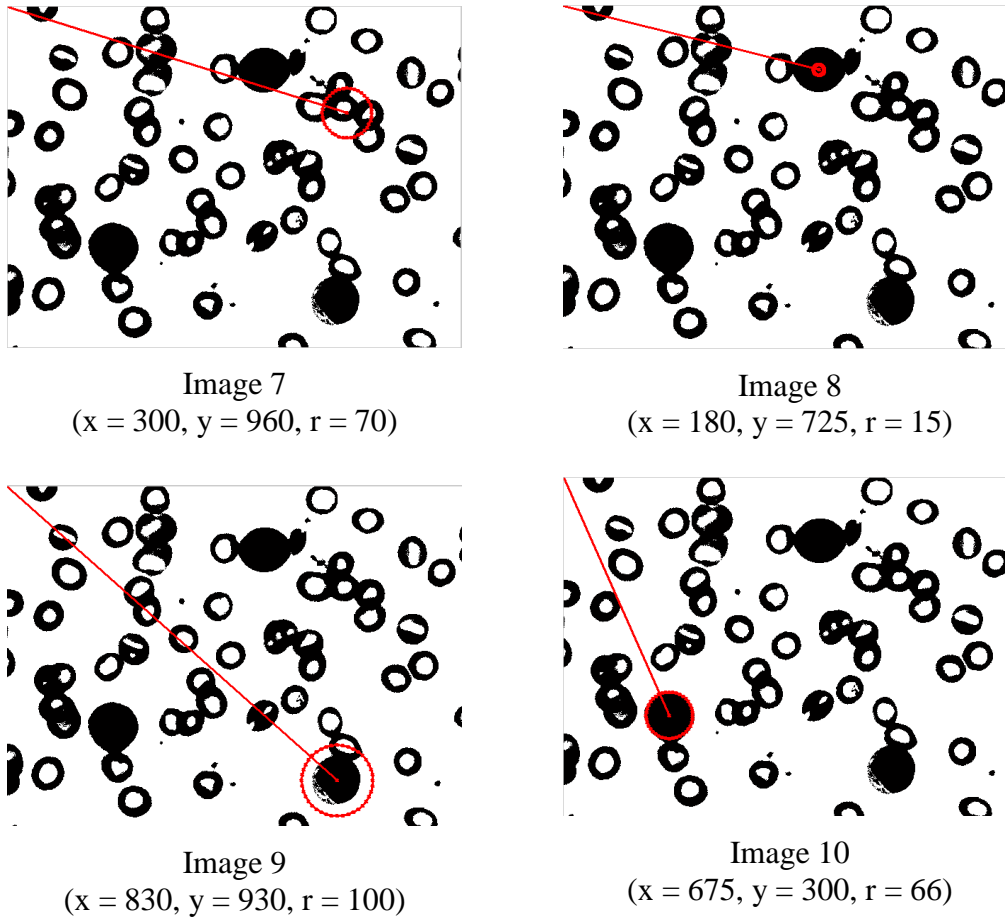 Image 7
(x = 300, y = 960, r = 70)
Image 8
(x = 180, y = 725, r = 15)
Image 9
(x = 830, y = 930, r = 100)
Image 10
(x = 675, y = 300, r = 66)